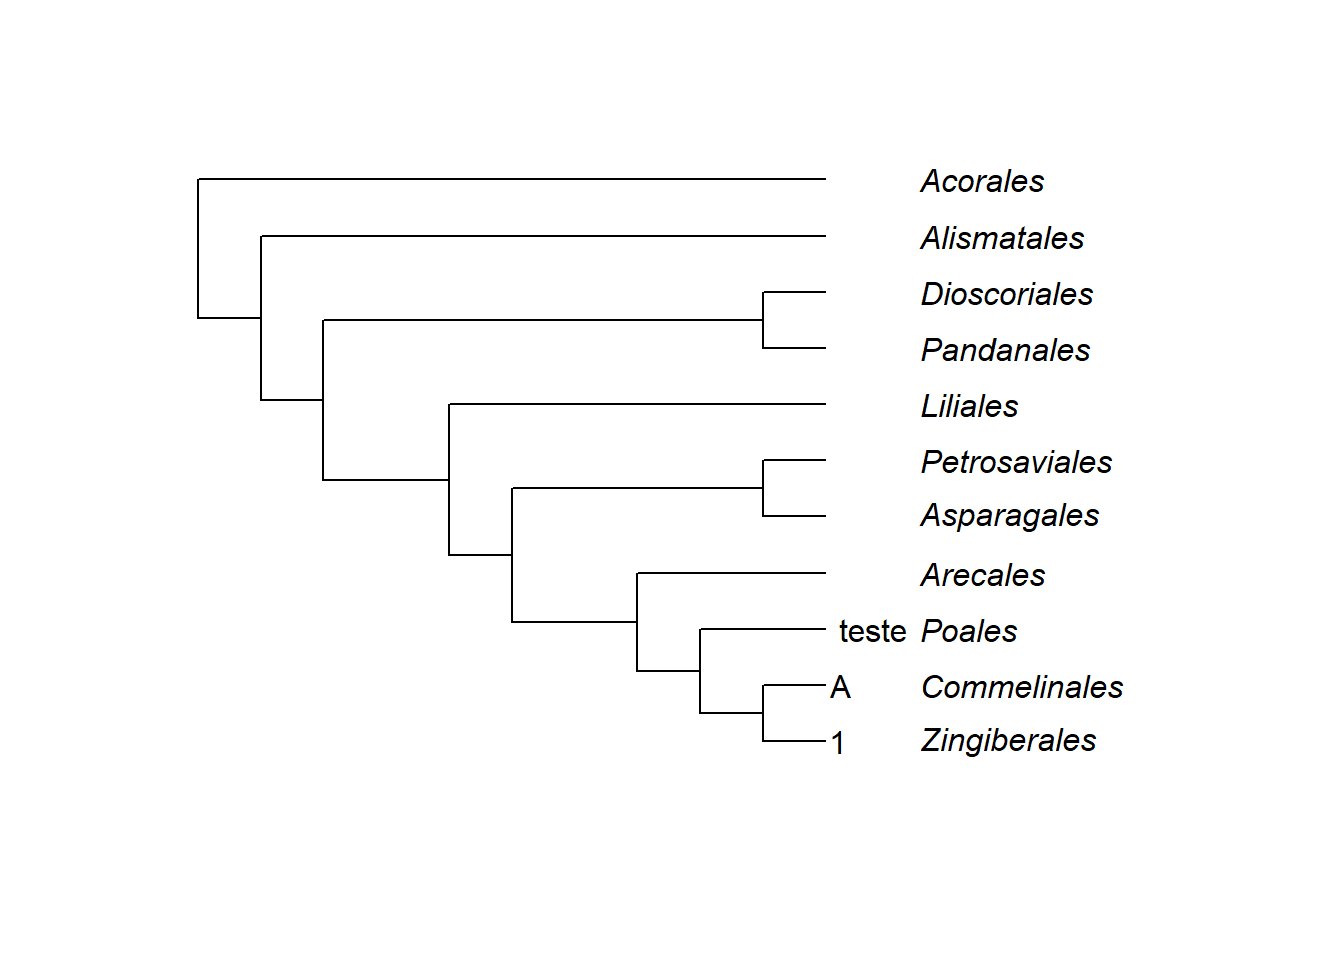 Acorales
Alismatales
Dioscoriales
Pandanales
Liliales
Petrosaviales
Asparagales
Arecales
teste Poales
A Commelinales
1 Zingiberales